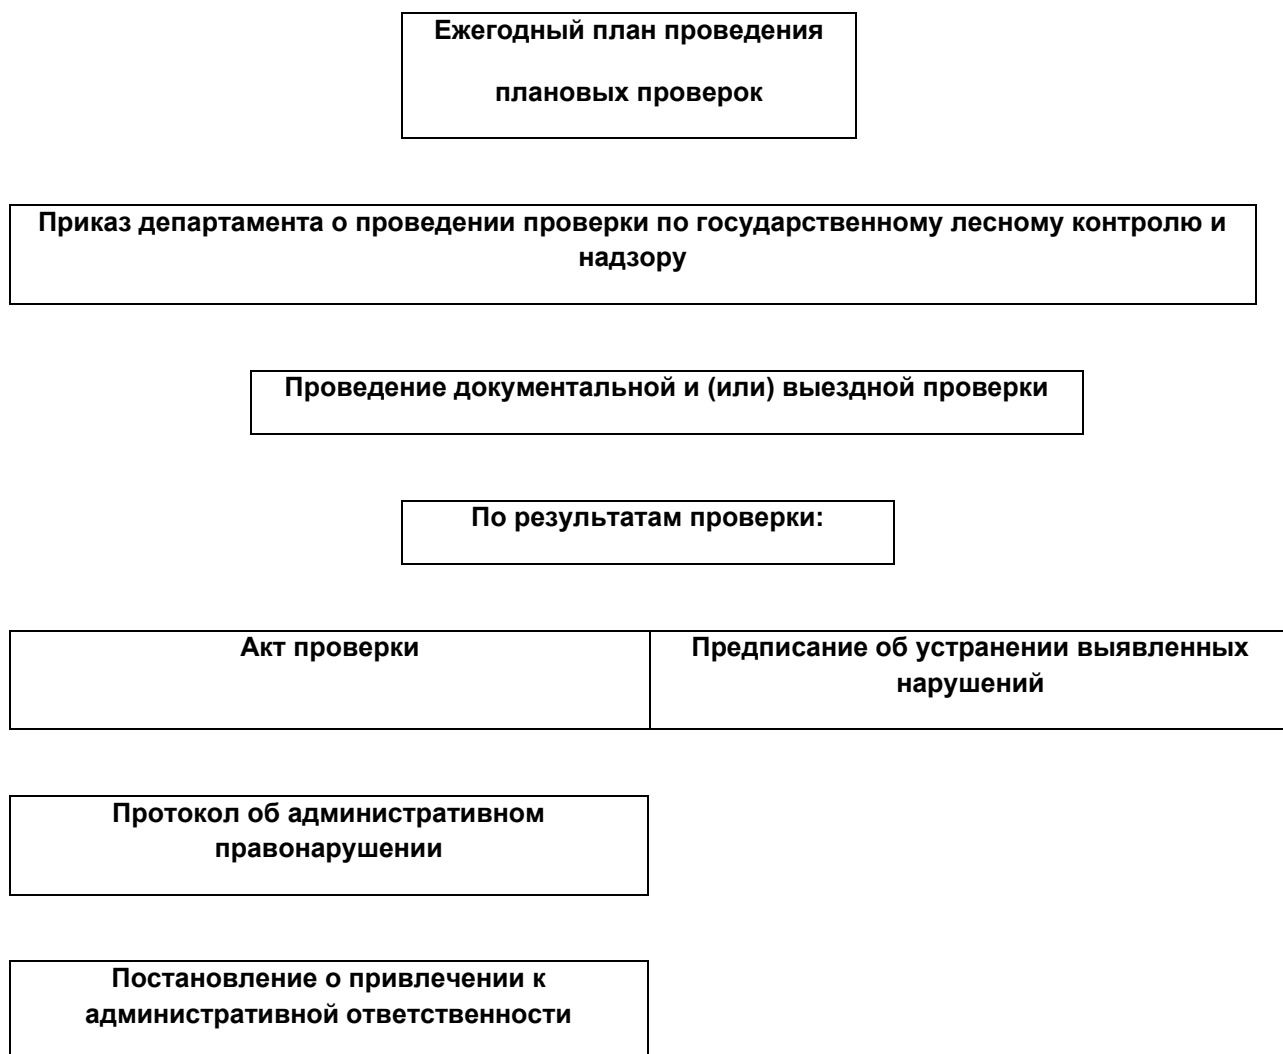 Ежегодный план проведения
плановых проверок
Приказ департамента о проведении проверки по государственному лесному контролю и
надзору
Проведение документальной и (или) выездной проверки
По результатам проверки:
Акт проверки
Предписание об устранении выявленных
нарушений
Протокол об административном
правонарушении
Постановление о привлечении к
административной ответственности